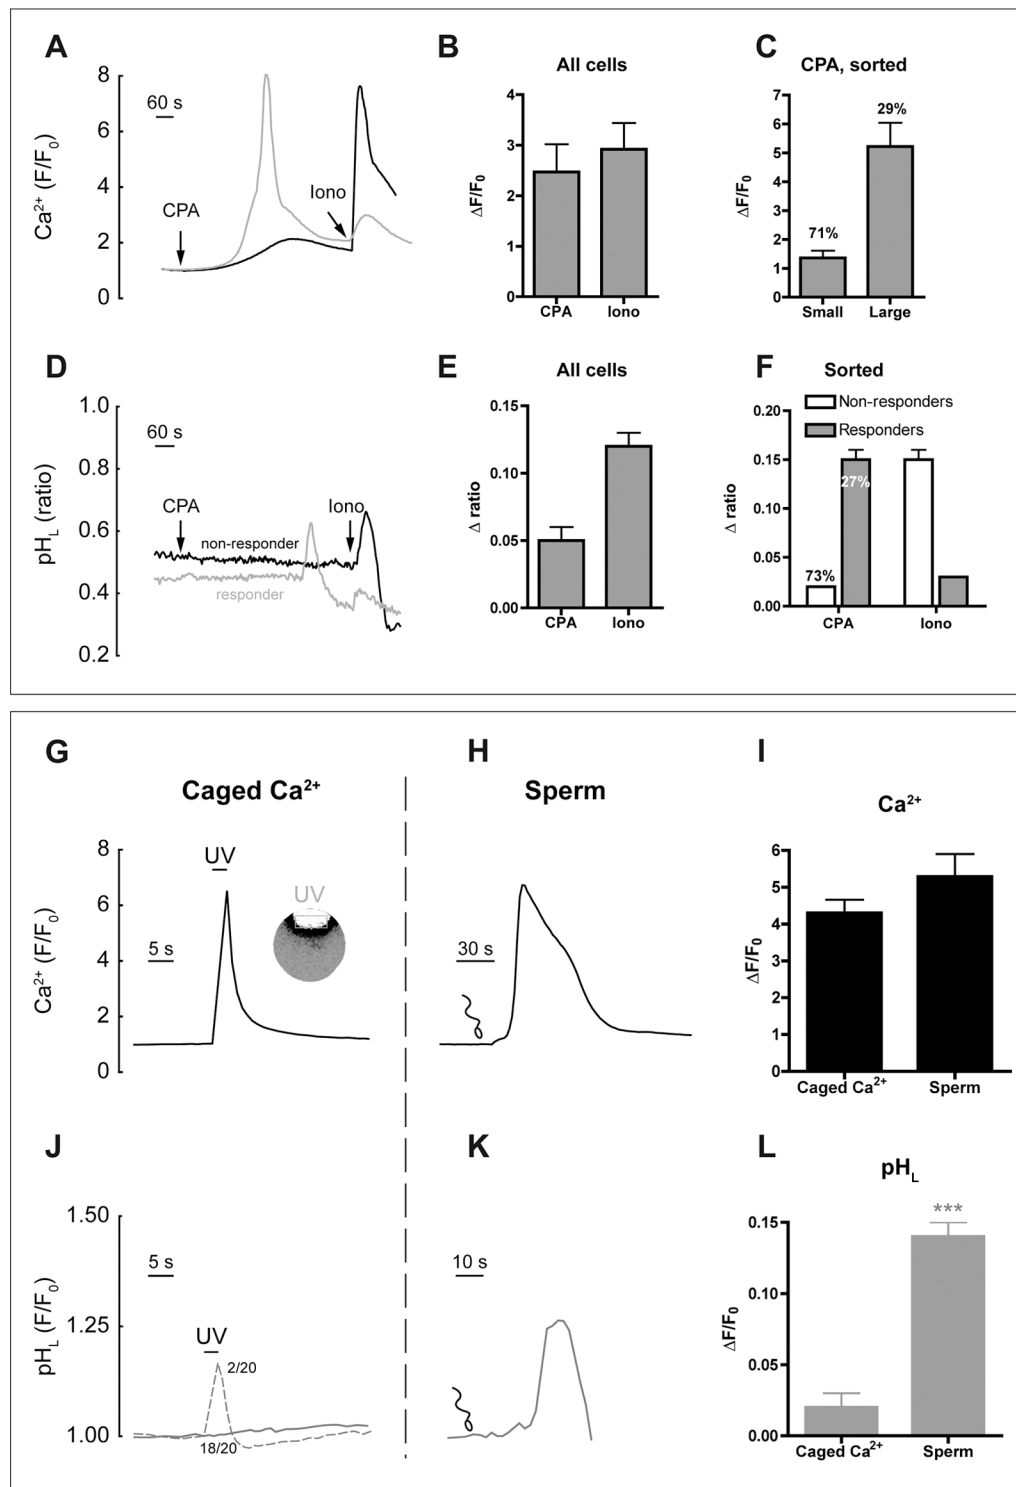 A
8
6
4
2
0
Ca²⁺ (F/F₀)
60 s
CPA
Iono
B
All cells
4
3
2
1
0
ΔF/F₀
CPA Iono
C
CPA, sorted
7
6
5
4
3
2
1
0
ΔF/F₀
71%
29%
Small Large
D
1.0
0.8
0.6
0.4
0.2
pH_L (ratio)
60 s
CPA
Iono
non-responder
responder
E
All cells
0.15
0.10
0.05
0.00
Δ ratio
CPA Iono
F
Sorted
Non-responders
Responders
0.20
0.15
0.10
0.05
0.00
Δ ratio
73%
27%
CPA Iono
G
Caged Ca²⁺
8
6
4
2
0
Ca²⁺ (F/F₀)
UV
UV
5 s
H
Sperm
30 s
I
Ca²⁺
6
5
4
3
2
1
0
ΔF/F₀
Caged Ca²⁺ Sperm
J
1.50
1.25
1.00
pH_L (F/F₀)
5 s
UV
2/20
18/20
K
10 s
L
pH_L
0.15
0.10
0.05
0.00
ΔF/F₀
***
Caged Ca²⁺ Sperm